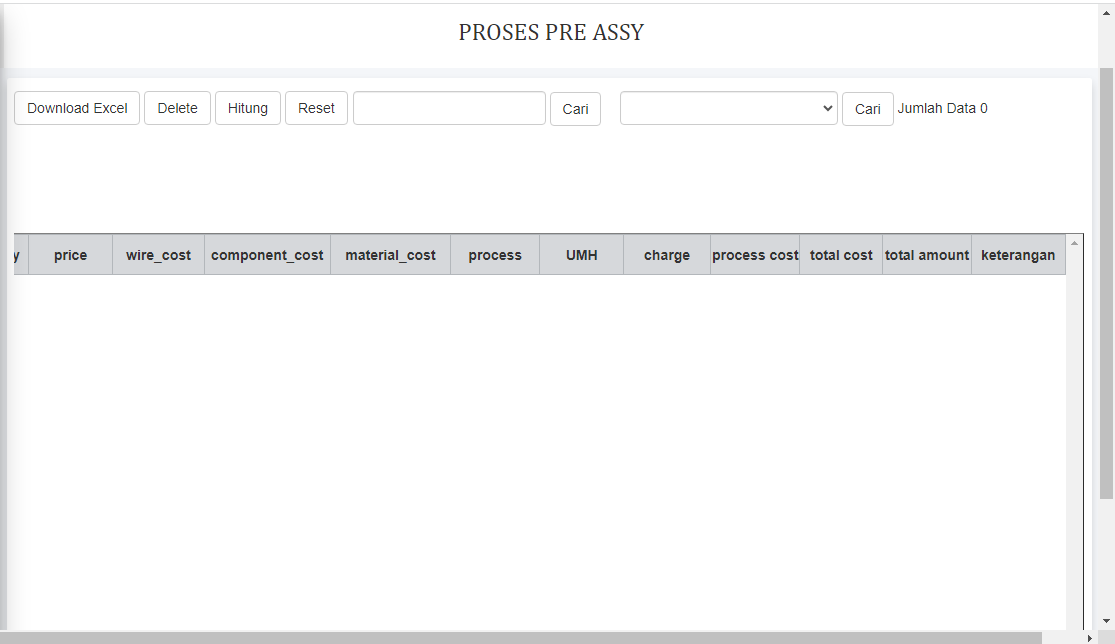 PROSES PRE ASSY
Download Excel Delete Hitung Reset Cari Cari Jumlah Data 0
y price wire_cost component_cost material_cost process UMH charge process cost total cost total amount keterangan